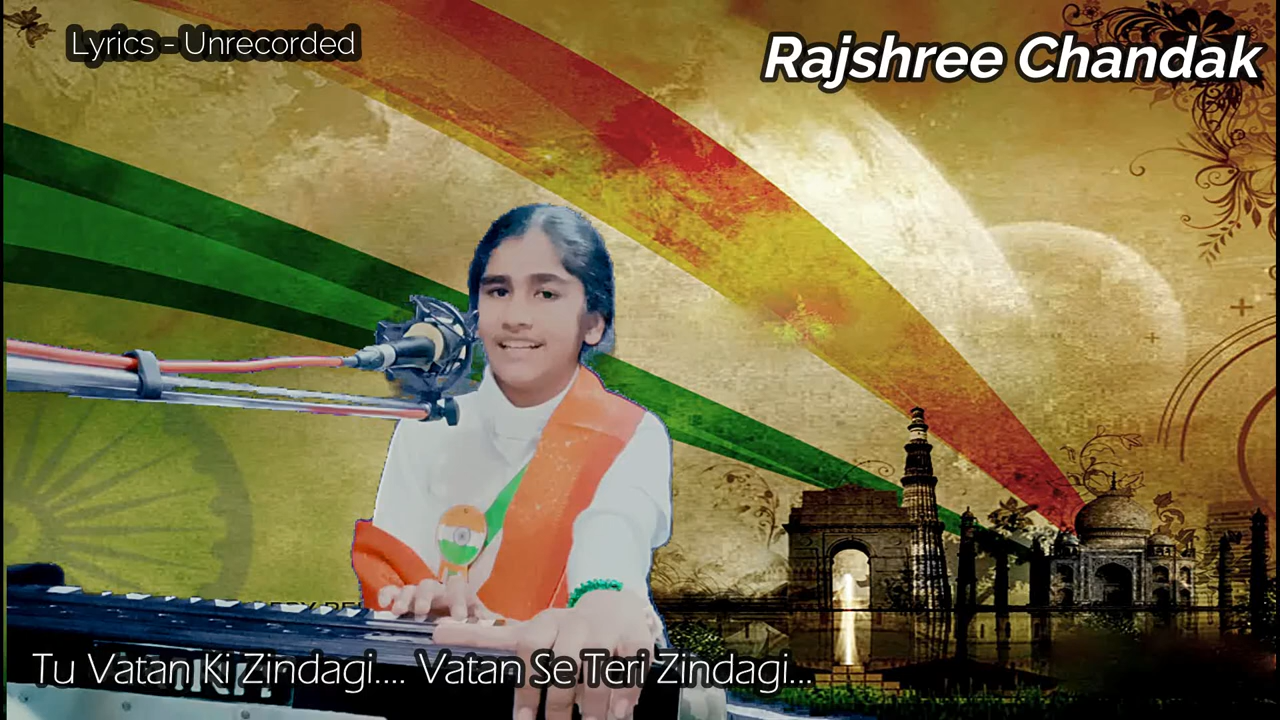 Lyrics - Unrecorded
Rajshree Chandak
Tu Vatan Ki Zindagi.... Vatan Se Teri Zindagi...